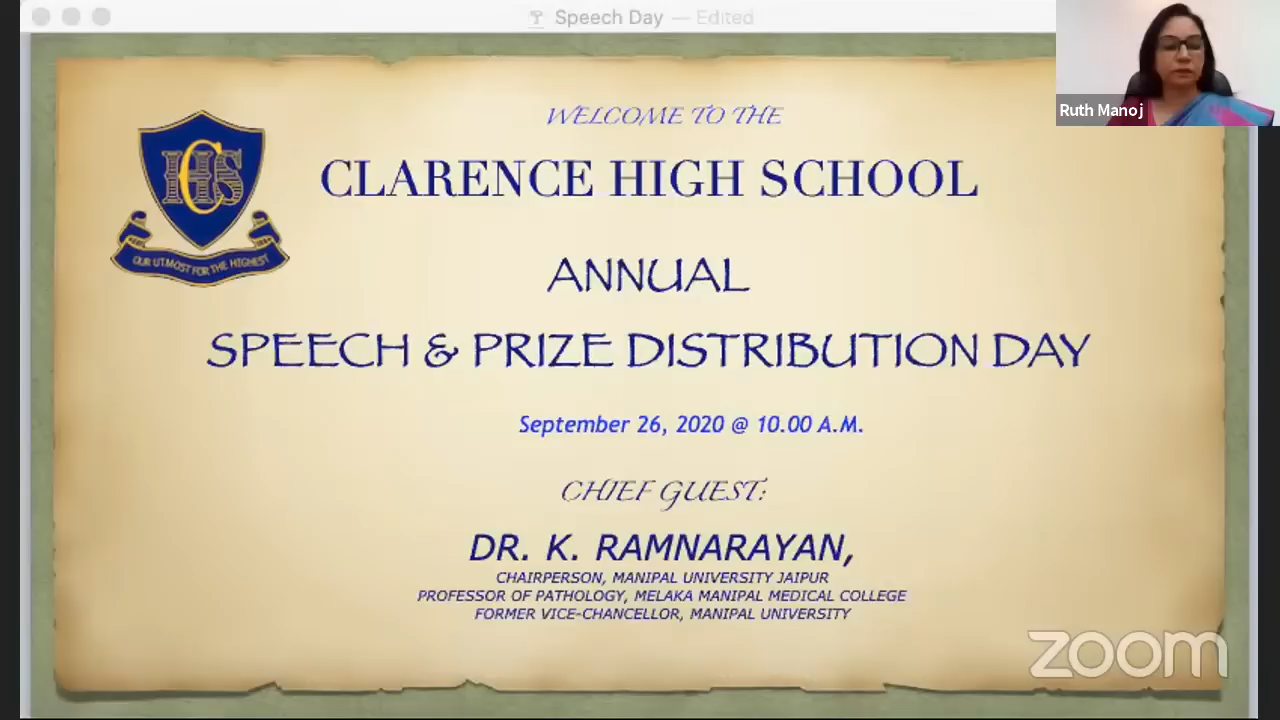 Speech Day — Edited
Ruth Manoj
WELCOME TO THE
CLARENCE HIGH SCHOOL
CHS
OUR UTMOST FOR THE HIGHEST
ANNUAL
SPEECH & PRIZE DISTRIBUTION DAY
September 26, 2020 @ 10.00 A.M.
CHIEF GUEST:
DR. K. RAMNARAYAN,
CHAIRPERSON, MANIPAL UNIVERSITY JAIPUR
PROFESSOR OF PATHOLOGY, MELAKA MANIPAL MEDICAL COLLEGE
FORMER VICE-CHANCELLOR, MANIPAL UNIVERSITY
zoom